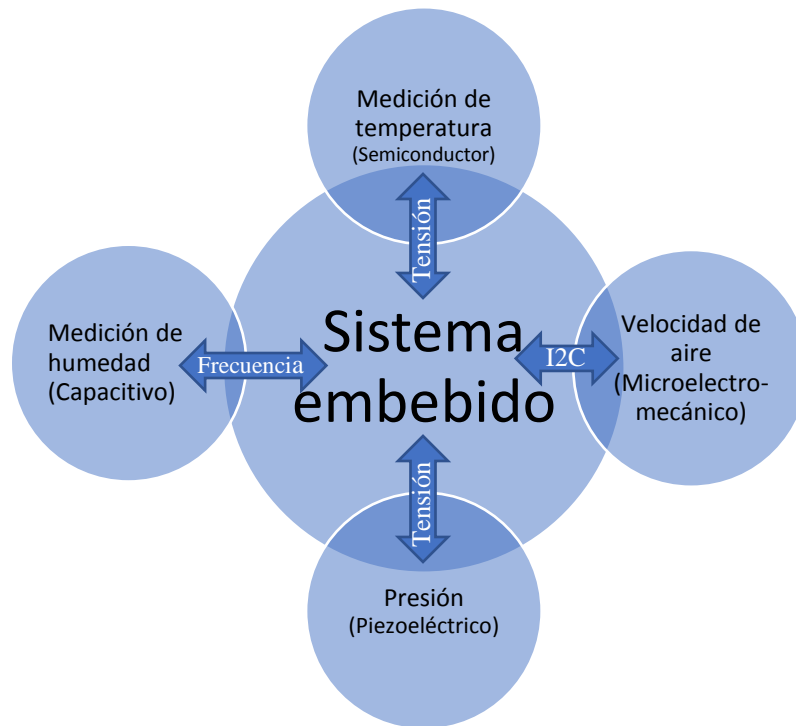 Medición de
temperatura
(Semiconductor)
Tensión
Medición de
humedad
(Capacitivo)
Frecuencia
Sistema
embebido
I2C
Velocidad de
aire
(Microelectro-
mecánico)
Tensión
Presión
(Piezoeléctrico)